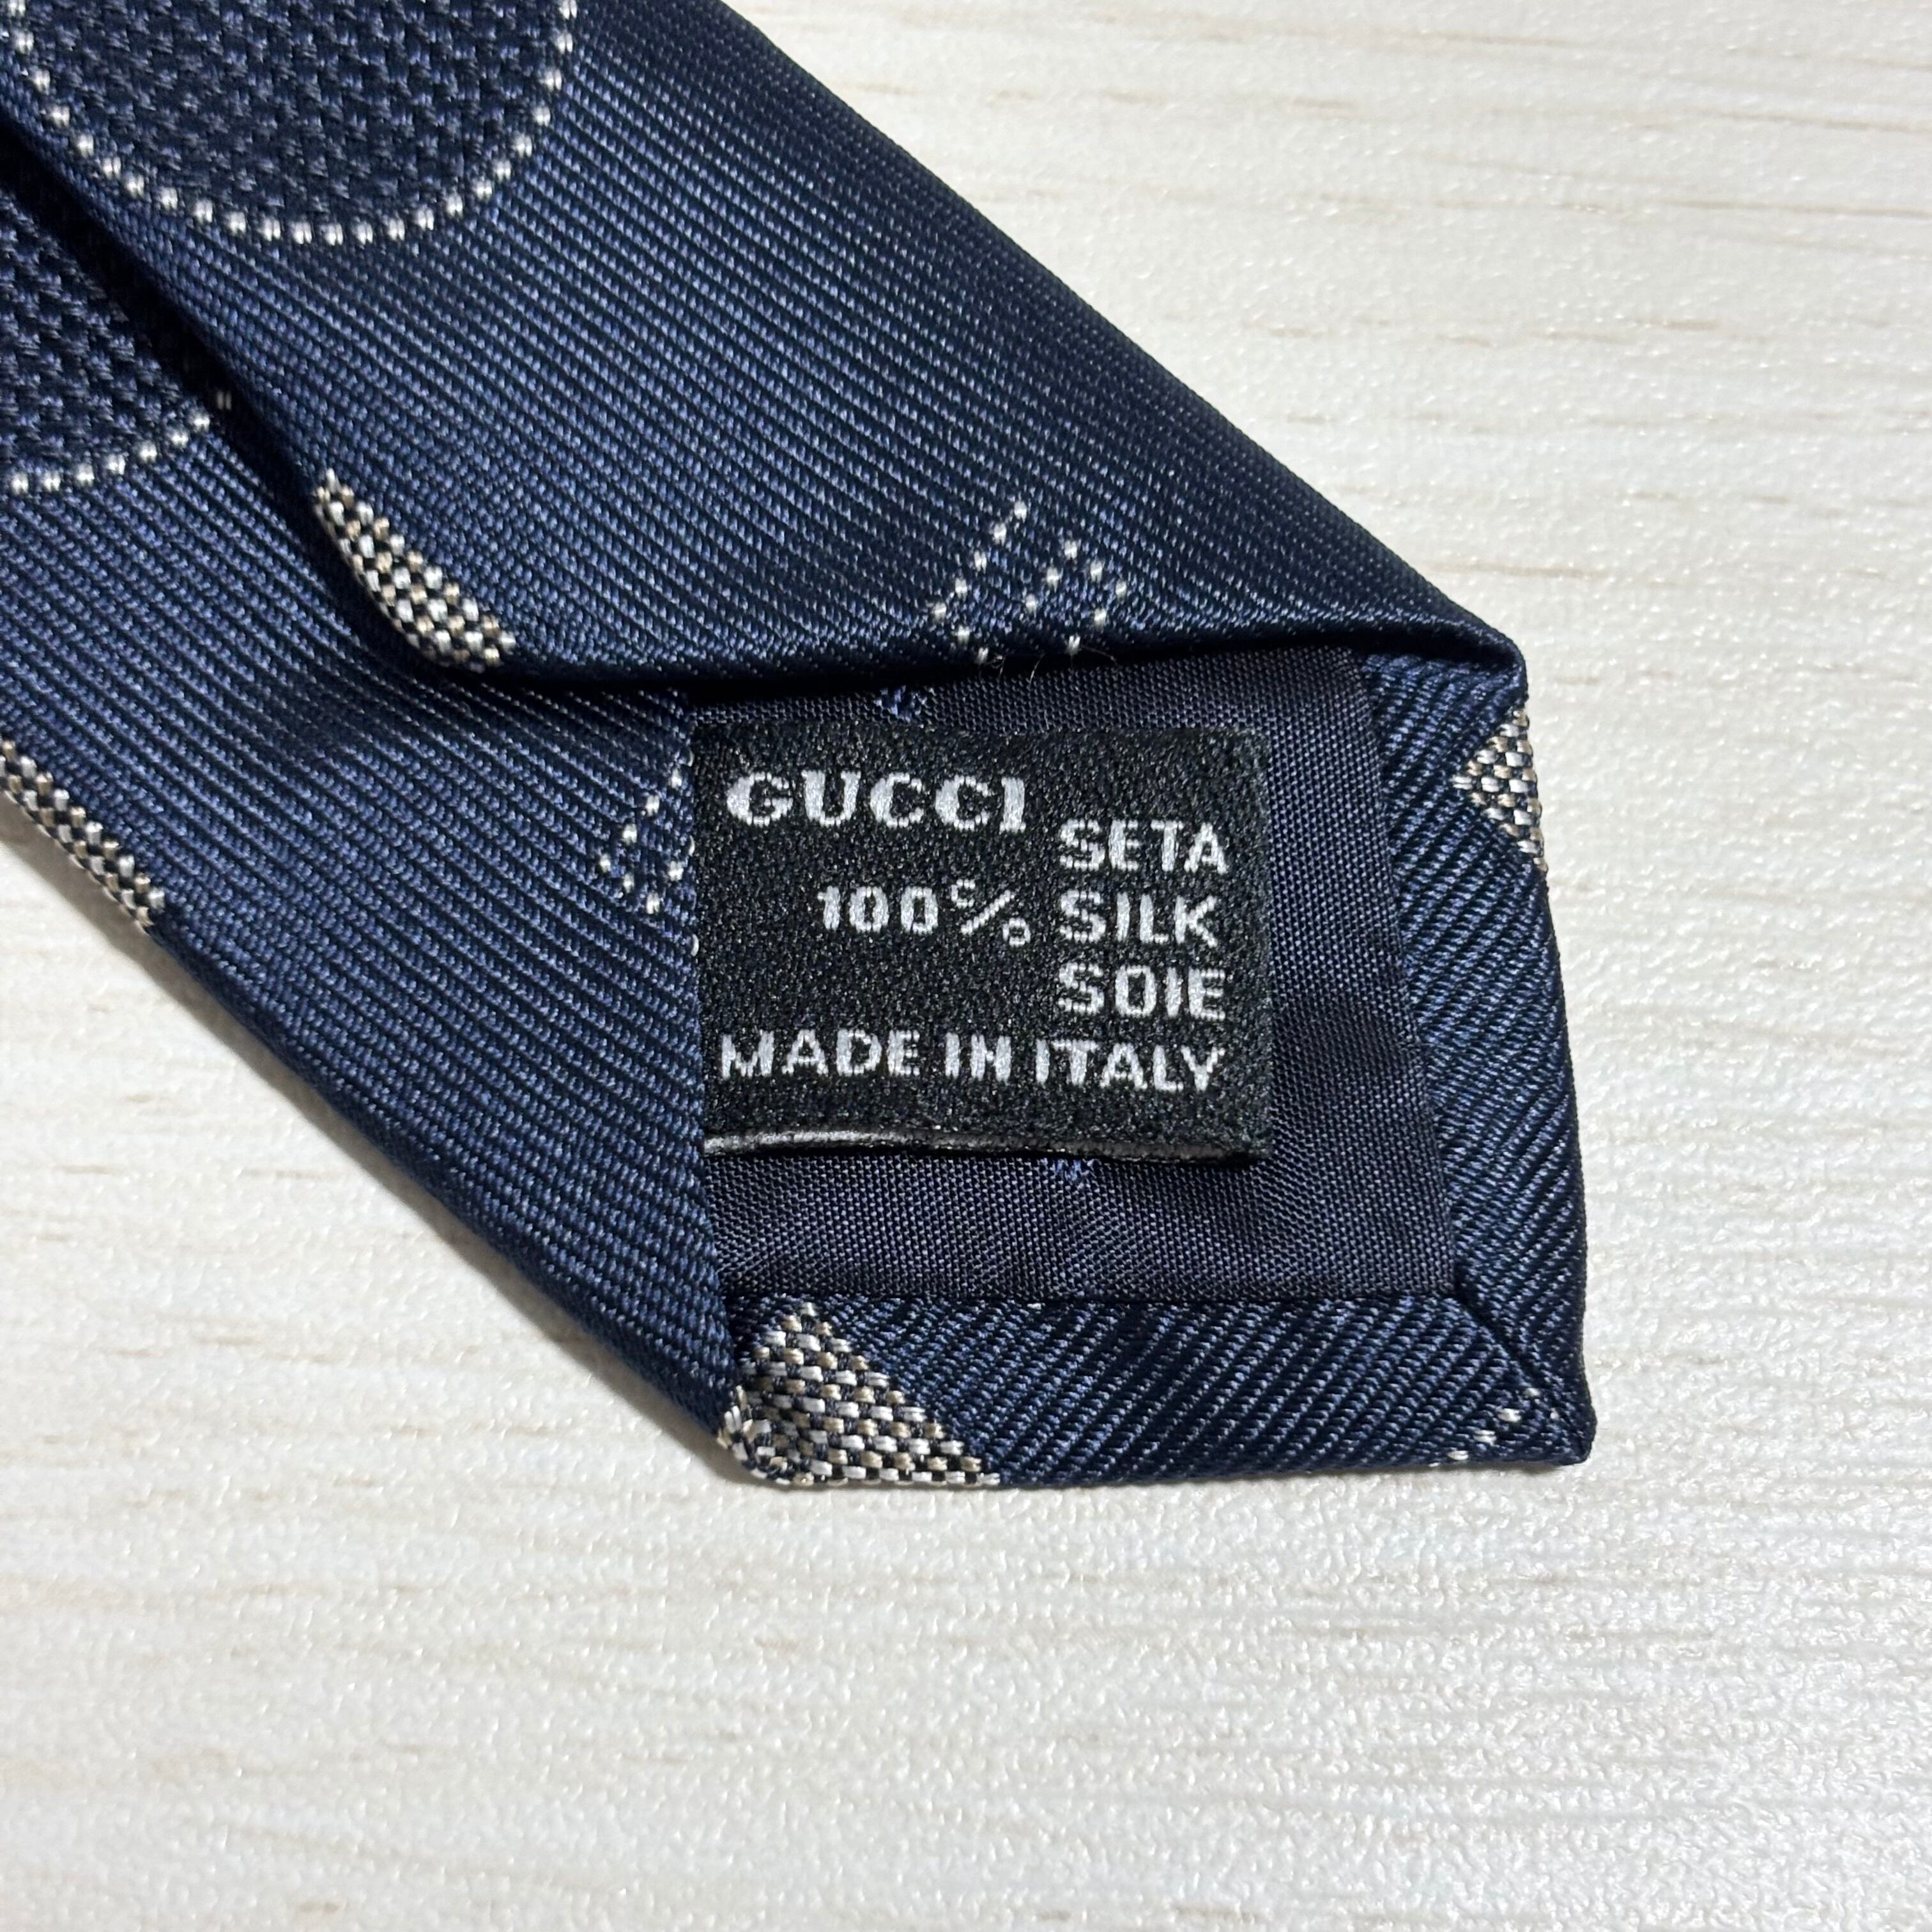 GUCCI
SETA
100% SILK
SOIE
MADE IN ITALY